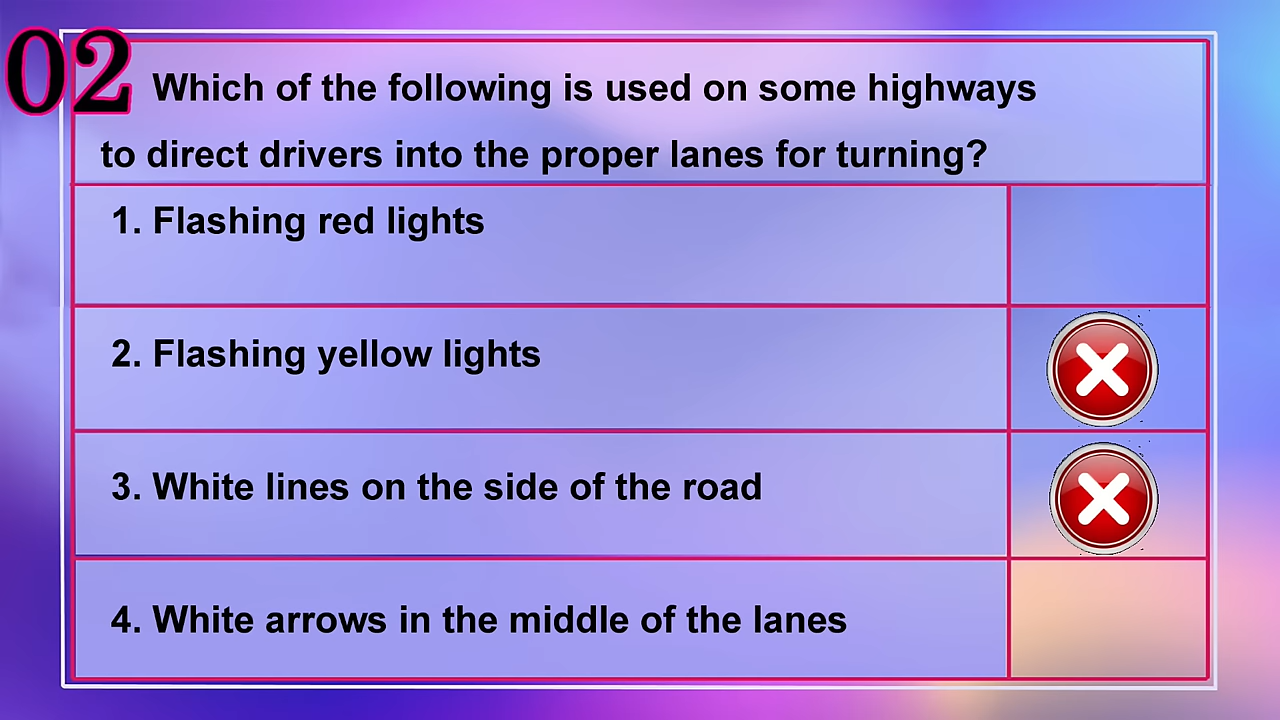 02
Which of the following is used on some highways
to direct drivers into the proper lanes for turning?
1. Flashing red lights
2. Flashing yellow lights
3. White lines on the side of the road
4. White arrows in the middle of the lanes